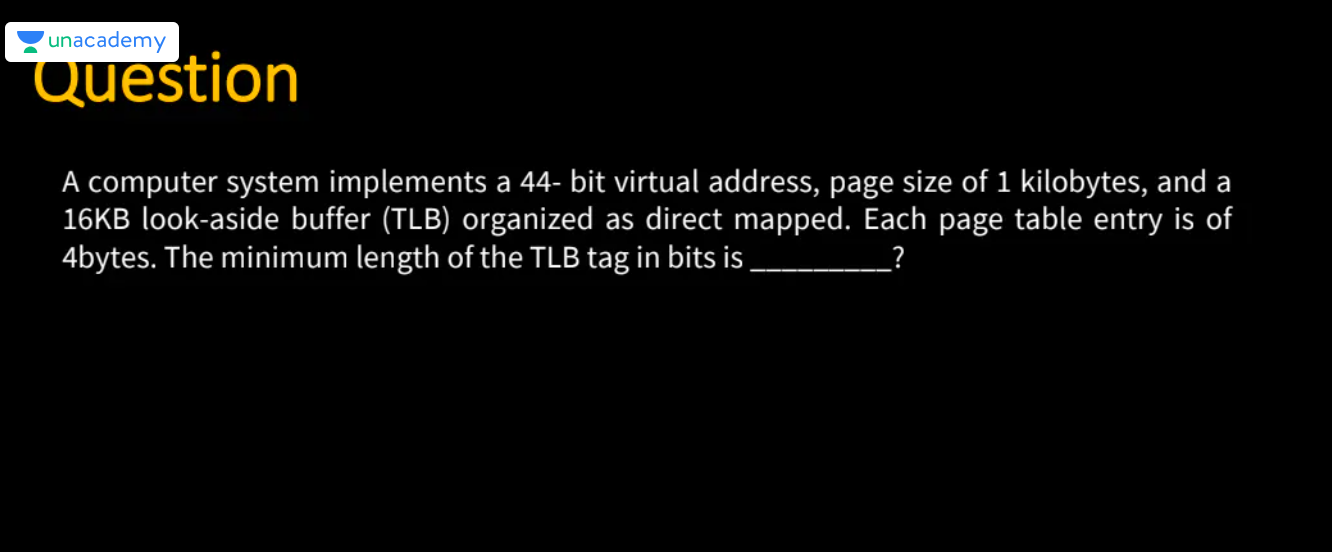 unacademy
Question
A computer system implements a 44- bit virtual address, page size of 1 kilobytes, and a
16KB look-aside buffer (TLB) organized as direct mapped. Each page table entry is of
4bytes. The minimum length of the TLB tag in bits is _________?